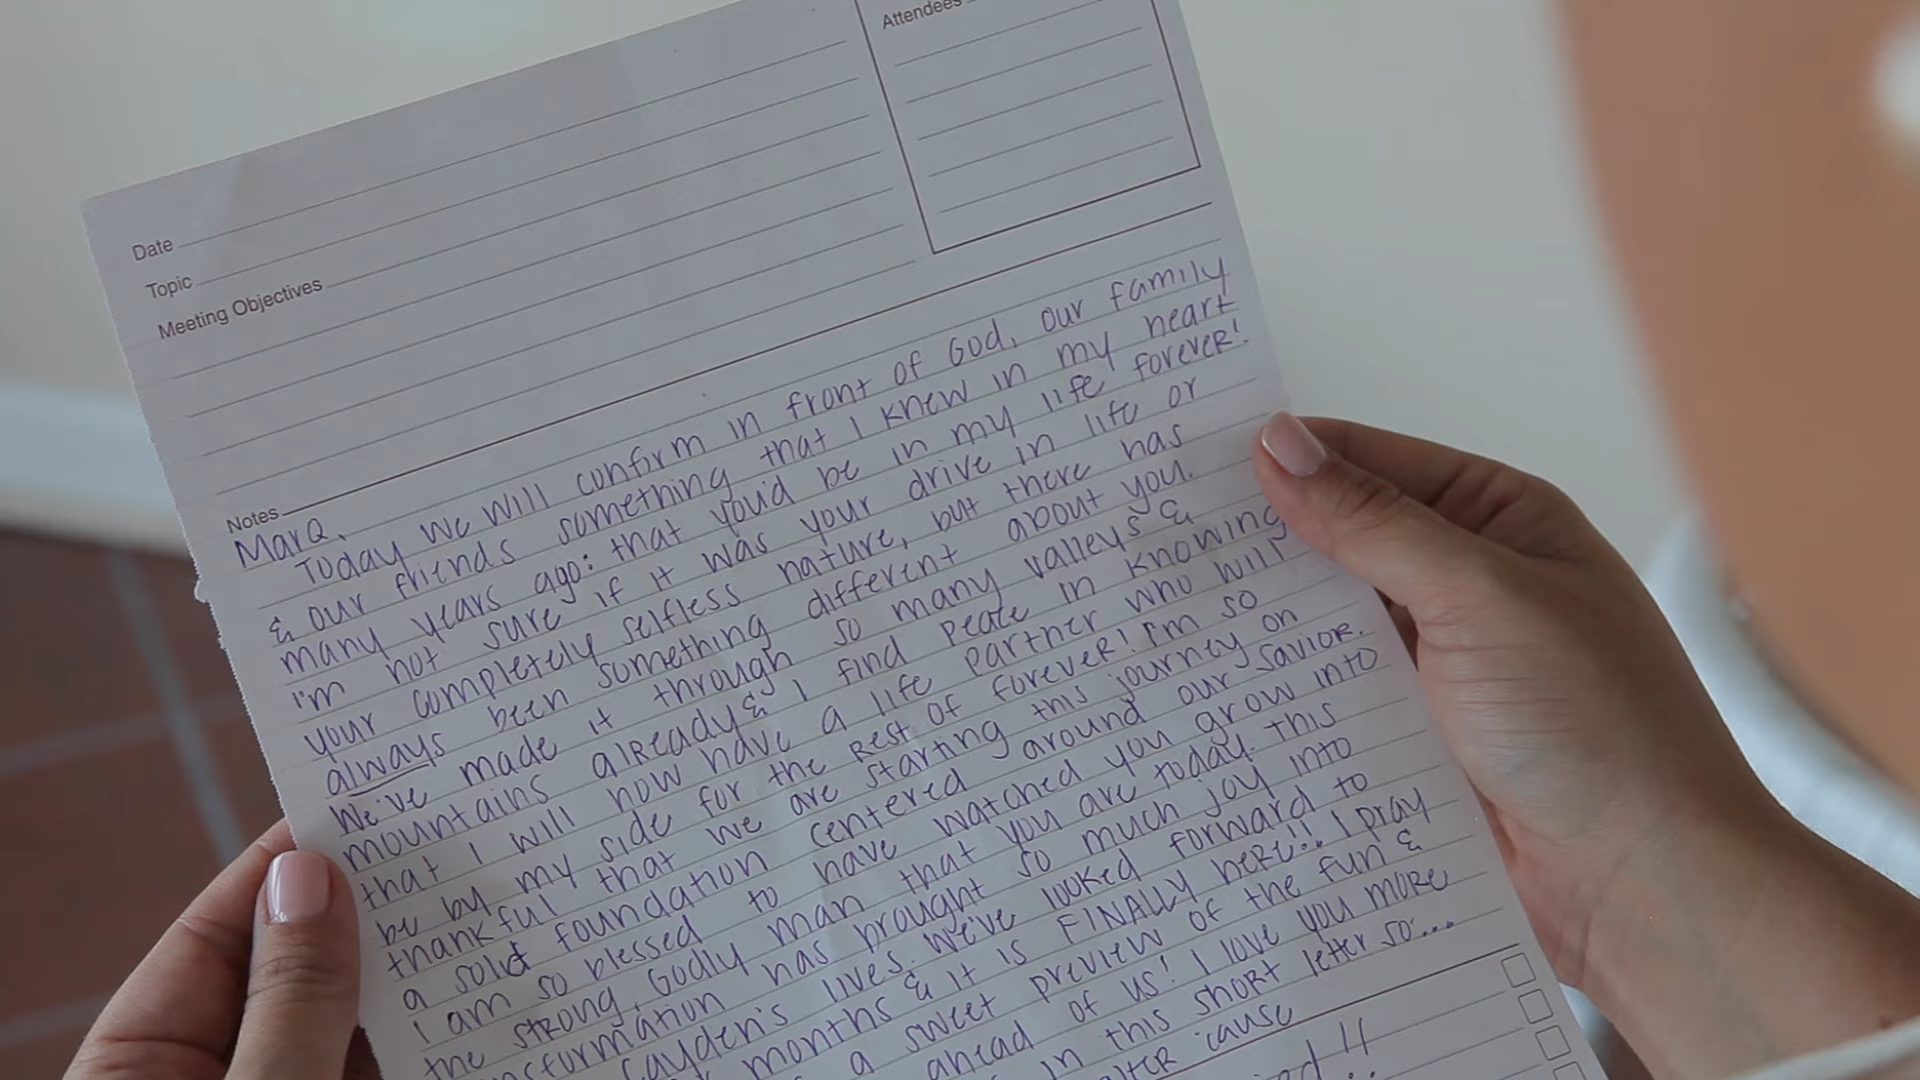 Attendees
Date
Topic
Meeting Objectives
Notes
MarQ,
Today we will confirm in front of God, our family
& our friends something that I knew in my heart
many years ago: that you'd be in my life forever!
I'm not sure if it was your drive in life or
your completely selfless nature, but there has
always been something different about you.
We've made it through so many valleys &
mountains already & I find peace in knowing
that I will now have a life partner who will
be by my side for the rest of forever! I'm so
thankful that we are starting this journey on
a solid foundation centered around our savior.
I am so blessed to have watched you grow into
the strong, Godly man that you are today. This
has brought so much joy into
lives. We've looked forward to
months & it is FINALLY here!! I pray
a sweet preview of the fun &
ahead of us! I love you more
in this short letter so...
'cause
!!